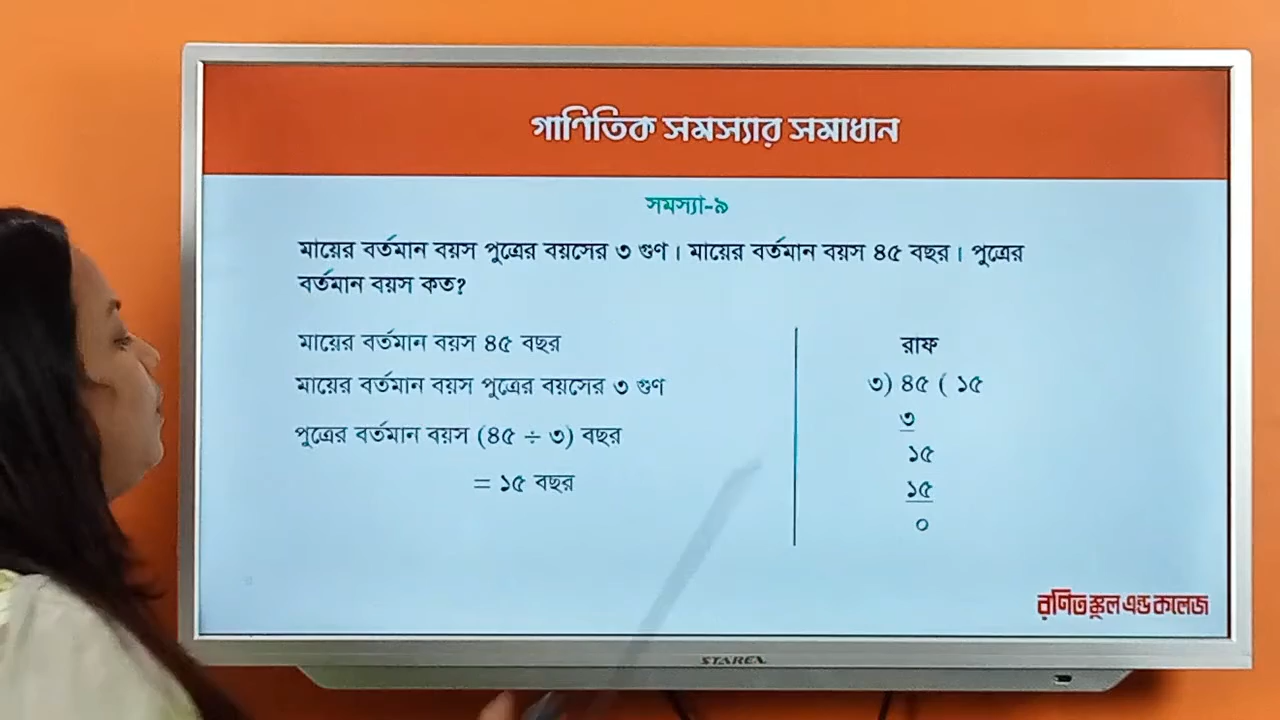 গাণিতিক সমস্যার সমাধান
সমস্যা-৯
মায়ের বর্তমান বয়স পুত্রের বয়সের ৩ গুণ। মায়ের বর্তমান বয়স ৪৫ বছর। পুত্রের
বর্তমান বয়স কত?
মায়ের বর্তমান বয়স ৪৫ বছর
মায়ের বর্তমান বয়স পুত্রের বয়সের ৩ গুণ
পুত্রের বর্তমান বয়স (৪৫ ÷ ৩) বছর
= ১৫ বছর
রাফ
৩) ৪৫ ( ১৫
৩
১৫
১৫
০
রণিত স্কুল এন্ড কলেজ
STAREX